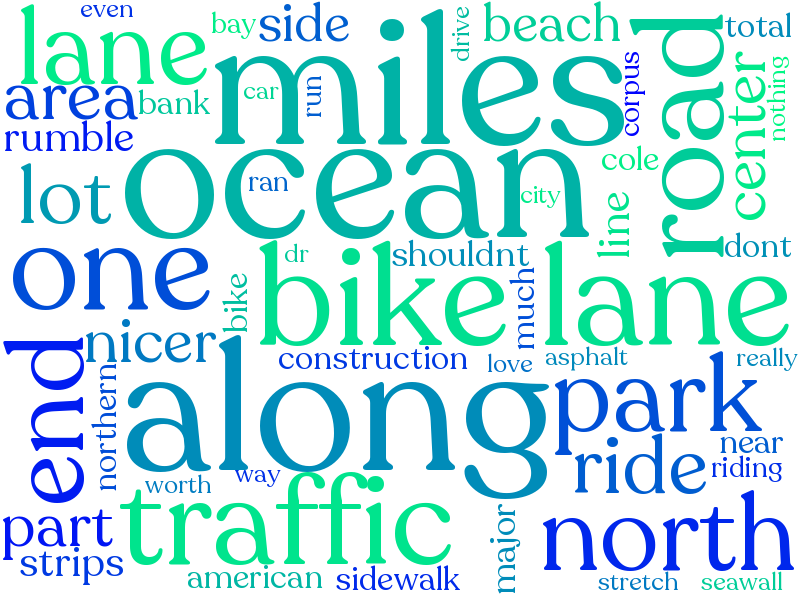 even
bay
side
drive
beach
total
lane
miles
road
area
bank
car
run
corpus
center
nothing
rumble
ocean
cole
lot
ran
city
line
dont
one
dr
shouldnt
bike lane
bike
much
end
nicer
construction
love
asphalt
really
northern
along
park
near
ride
riding
way
worth
traffic
part
major
north
strips
american
sidewalk
stretch
seawall